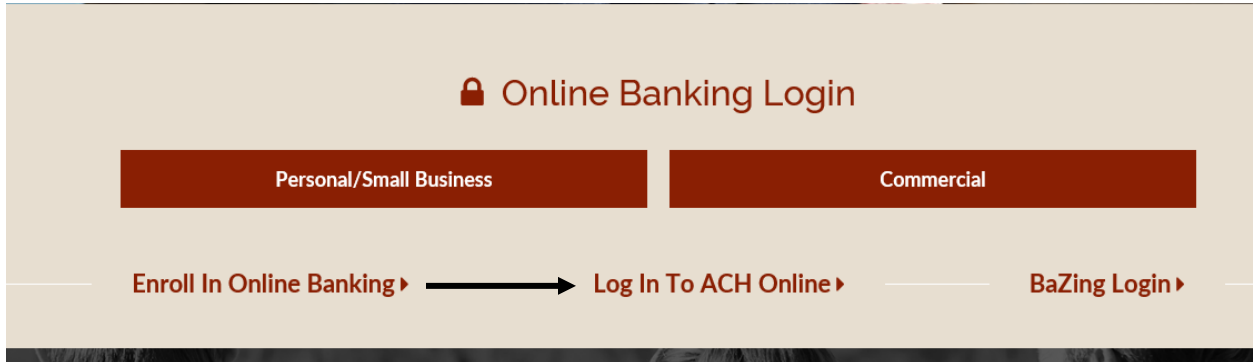 Online Banking Login
Personal/Small Business
Commercial
Enroll In Online Banking
Log In To ACH Online
BaZing Login